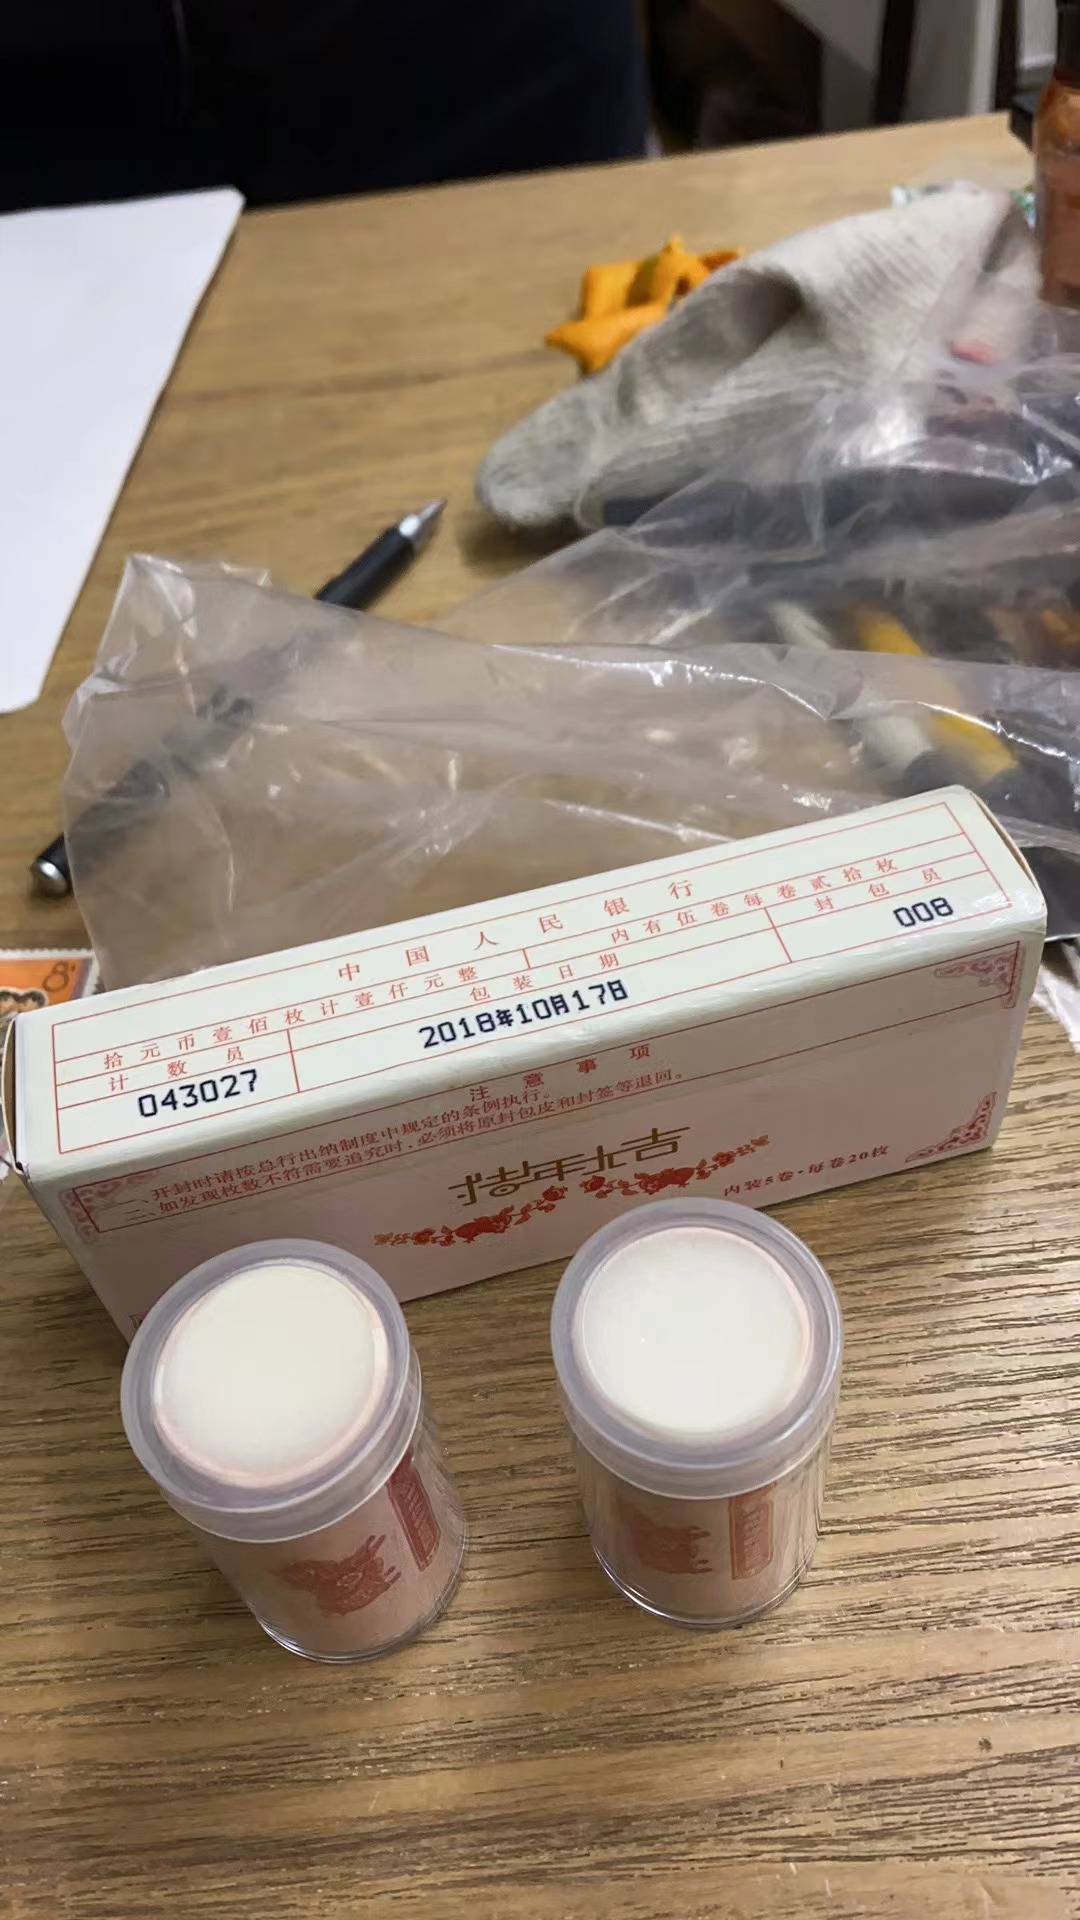 中国人民银行
拾元币壹佰枚计壹仟元整
内有伍卷每卷贰拾枚
计数员
包装日期
封包员
043027
2018年10月17日
008
注意事项
一、开封时请按总行出纳制度中规定的条例执行。
二、如发现枚数不符需要追究时,必须将原封包皮和封签等退回。
猪年大吉
内装5卷·每卷20枚
8